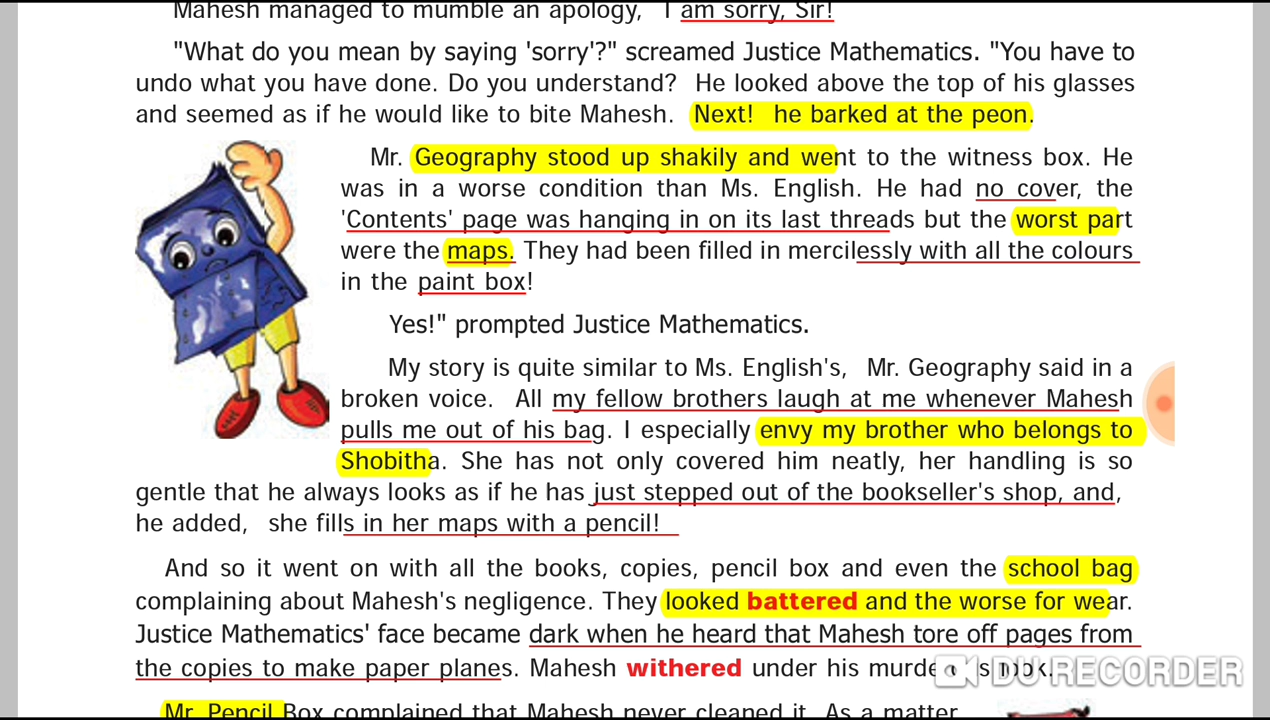 Mahesh managed to mumble an apology, I am sorry, Sir!
"What do you mean by saying 'sorry'?" screamed Justice Mathematics. "You have to
undo what you have done. Do you understand? He looked above the top of his glasses
and seemed as if he would like to bite Mahesh. Next! he barked at the peon.
Mr. Geography stood up shakily and went to the witness box. He
was in a worse condition than Ms. English. He had no cover, the
'Contents' page was hanging in on its last threads but the worst part
were the maps. They had been filled in mercilessly with all the colours
in the paint box!
Yes!" prompted Justice Mathematics.
My story is quite similar to Ms. English's, Mr. Geography said in a
broken voice. All my fellow brothers laugh at me whenever Mahesh
pulls me out of his bag. I especially envy my brother who belongs to
Shobitha. She has not only covered him neatly, her handling is so
gentle that he always looks as if he has just stepped out of the bookseller's shop, and,
he added, she fills in her maps with a pencil!
And so it went on with all the books, copies, pencil box and even the school bag
complaining about Mahesh's negligence. They looked battered and the worse for wear.
Justice Mathematics' face became dark when he heard that Mahesh tore off pages from
the copies to make paper planes. Mahesh withered under his look.
DU RECORDER
Mr. Pencil Box complained that Mahesh never cleaned it. As a matter